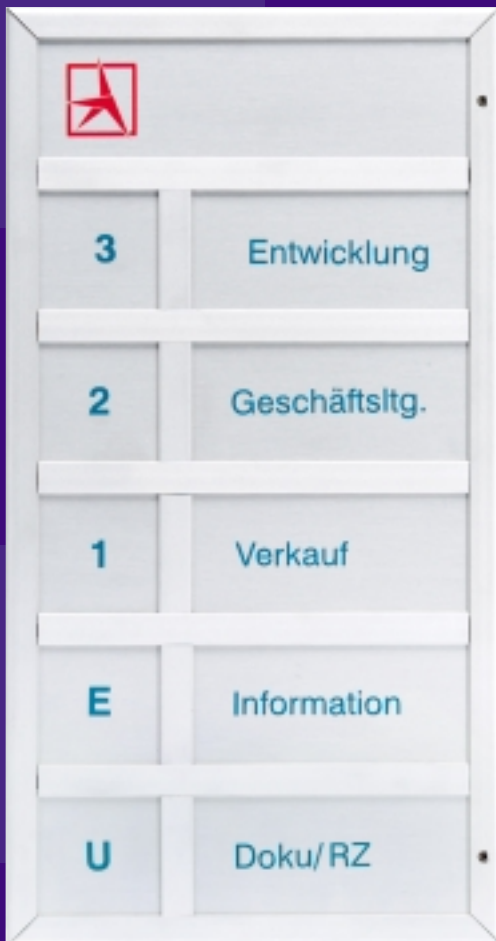 3 Entwicklung
2 Geschäftsltg.
1 Verkauf
E Information
U Doku/RZ